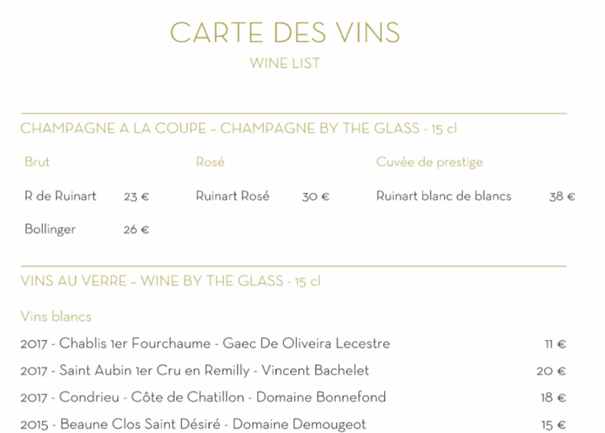 CARTE DES VINS
WINE LIST
CHAMPAGNE A LA COUPE – CHAMPAGNE BY THE GLASS - 15 cl
Brut Rosé Cuvée de prestige
R de Ruinart 23 € Ruinart Rosé 30 € Ruinart blanc de blancs 38 €
Bollinger 26 €
VINS AU VERRE – WINE BY THE GLASS - 15 cl
Vins blancs
2017 - Chablis 1er Fourchaume - Gaec De Oliveira Lecestre 11 €
2017 - Saint Aubin 1er Cru en Remilly - Vincent Bachelet 20 €
2017 - Condrieu - Côte de Chatillon - Domaine Bonnefond 18 €
2015 - Beaune Clos Saint Désiré - Domaine Demougeot 15 €